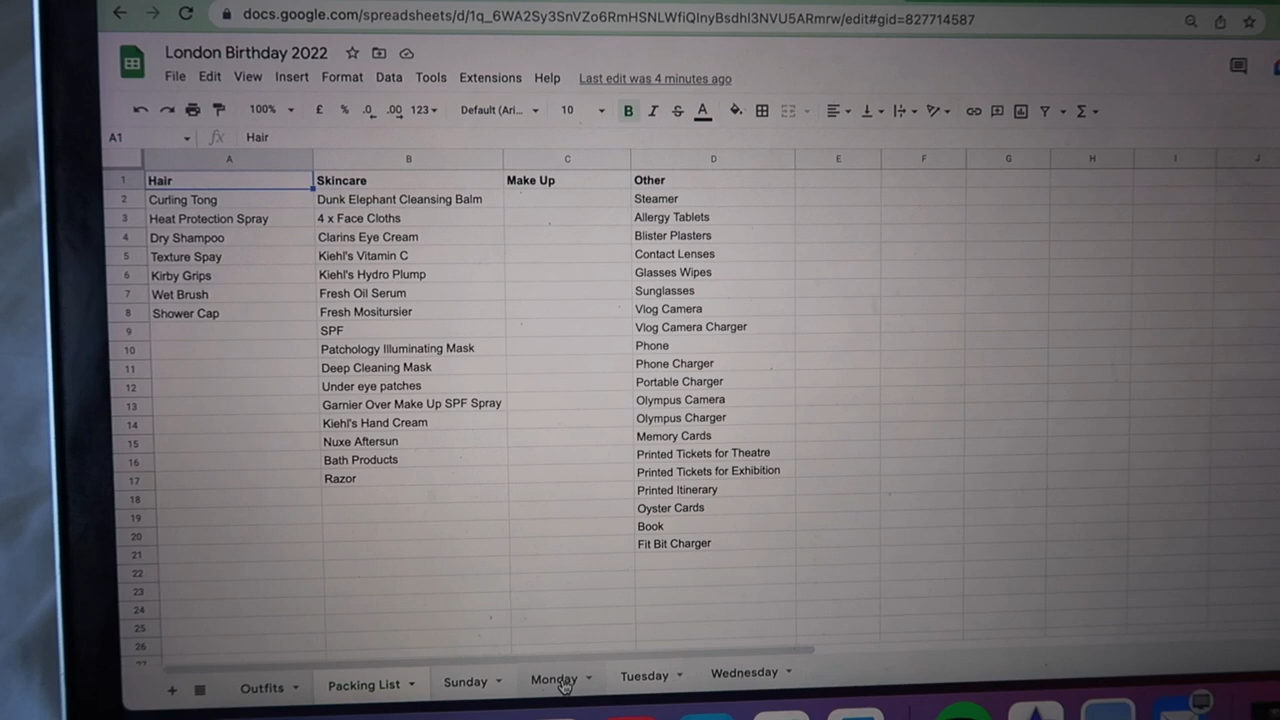 docs.google.com/spreadsheets/d/1q_6WA2Sy3SnVZo6RmHSNLWfiQlnyBsdhl3NVU5ARmrw/edit#gid=827714587
London Birthday 2022
File Edit View Insert Format Data Tools Extensions Help Last edit was 4 minutes ago
100% £ % .0 .00 123 Default (Ari... 10 B I S A
A1 fx Hair
A B C D E F G H I J
1 Hair Skincare Make Up Other
2 Curling Tong Dunk Elephant Cleansing Balm Steamer
3 Heat Protection Spray 4 x Face Cloths Allergy Tablets
4 Dry Shampoo Clarins Eye Cream Blister Plasters
5 Texture Spay Kiehl's Vitamin C Contact Lenses
6 Kirby Grips Kiehl's Hydro Plump Glasses Wipes
7 Wet Brush Fresh Oil Serum Sunglasses
8 Shower Cap Fresh Mositursier Vlog Camera
9 SPF Vlog Camera Charger
10 Patchology Illuminating Mask Phone
11 Deep Cleaning Mask Phone Charger
12 Under eye patches Portable Charger
13 Garnier Over Make Up SPF Spray Olympus Camera
14 Kiehl's Hand Cream Olympus Charger
15 Nuxe Aftersun Memory Cards
16 Bath Products Printed Tickets for Theatre
17 Razor Printed Tickets for Exhibition
18 Printed Itinerary
19 Oyster Cards
20 Book
21 Fit Bit Charger
22
23
24
25
26
Outfits Packing List Sunday Monday Tuesday Wednesday